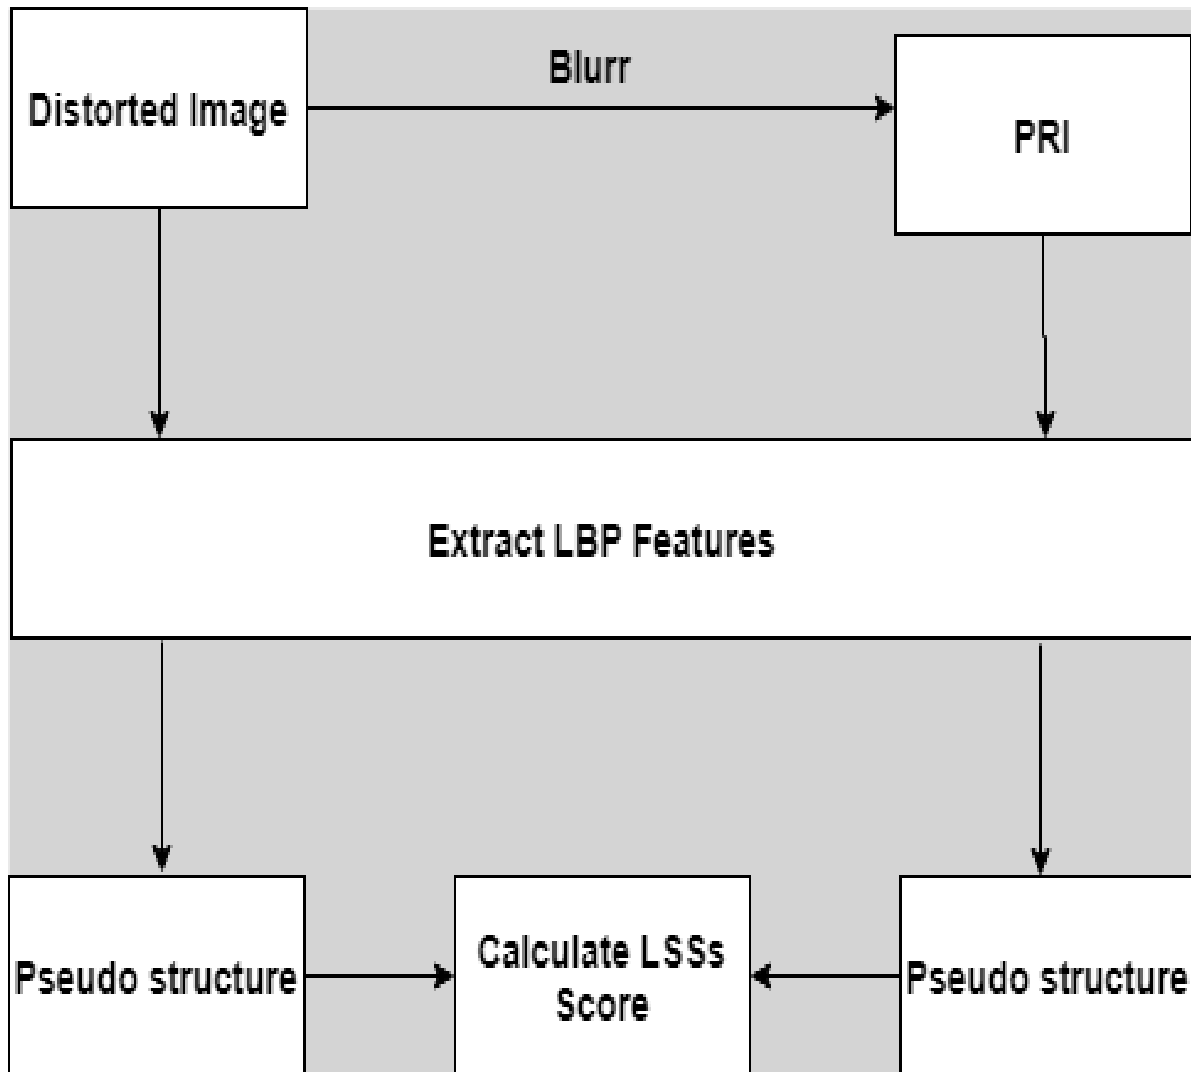 Blurr
Distorted Image
PRI
Extract LBP Features
Pseudo structure
Calculate LSSs
Score
Pseudo structure